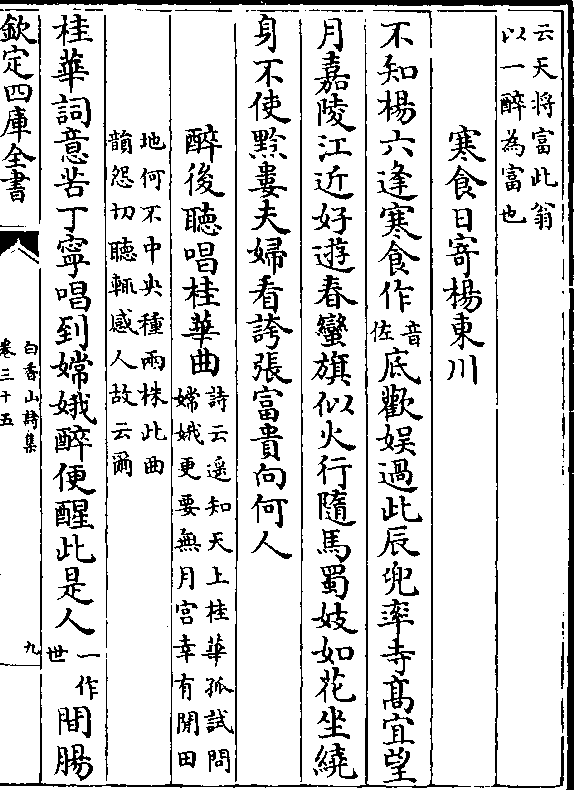 云天将富此翁
以一醉為富也
寒食日寄楊東川
不知楊六逢寒食作
音
佐
底歡娯過此辰兜率寺髙宜望
月嘉陵江近好遊春蠻旗似火行隨馬蜀妓如花坐繞
身不使黔婁夫婦看誇張富貴向何人
醉後聽唱桂華曲
詩云遥知天上桂華孤試問
嫦娥更要無月宮幸有閒田
地何不中央種兩株此曲
韻怨切聽輒感人故云爾
桂華詞意苦丁寧唱到嫦娥醉便醒此是人
一作
世
間腸
欽定四庫全書
白香山詩集
卷三十五
九